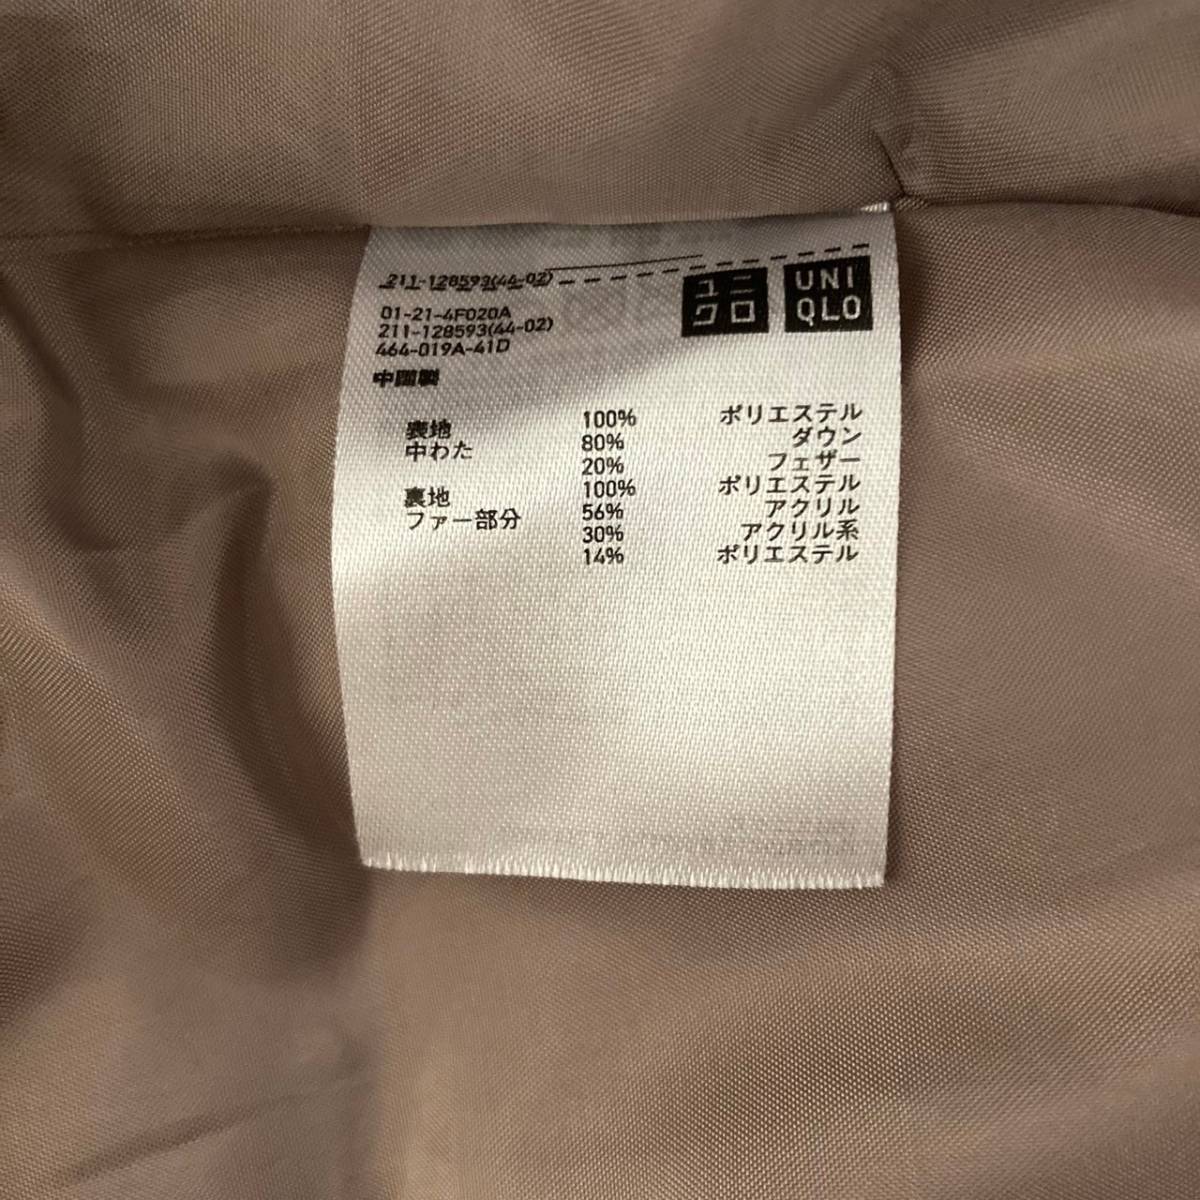 211-128593(44-02)
ユニ
クロ
UNI
QLO
01-21-4F020A
211-128593(44-02)
464-019A-41D
中国製
表地 100% ポリエステル
中わた 80% ダウン
20% フェザー
裏地 100% ポリエステル
ファー部分 56% アクリル
30% アクリル系
14% ポリエステル